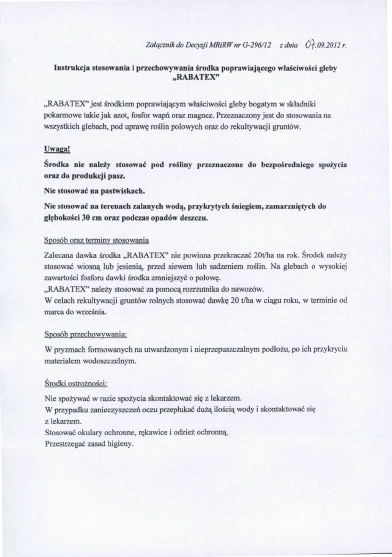 Załącznik do Decyzji MRiRW nr G-296/12 z dnia 07.09.2012 r.
Instrukcja stosowania i przechowywania środka poprawiającego właściwości gleby
„RABATEX”
„RABATEX” jest środkiem poprawiającym właściwości gleby bogatym w składniki
pokarmowe takie jak azot, fosfor wapń oraz magnez. Przeznaczony jest do stosowania na
wszystkich glebach, pod uprawę roślin polowych oraz do rekultywacji gruntów.
Uwaga!
Środka nie należy stosować pod rośliny przeznaczone do bezpośredniego spożycia
oraz do produkcji pasz.
Nie stosować na pastwiskach.
Nie stosować na terenach zalanych wodą, przykrytych śniegiem, zamarzniętych do
głębokości 30 cm oraz podczas opadów deszczu.
Sposób oraz terminy stosowania
Zalecana dawka środka „RABATEX” nie powinna przekraczać 20t/ha na rok. Środek należy
stosować wiosną lub jesienią, przed siewem lub sadzeniem roślin. Na glebach o wysokiej
zawartości fosforu dawki środka zmniejszyć o połowę.
„RABATEX” należy stosować za pomocą rozrzutnika do nawozów.
W celach rekultywacji gruntów rolnych stosować dawkę 20 t/ha w ciągu roku, w terminie od
marca do września.
Sposób przechowywania:
W pryzmach formowanych na utwardzonym i nieprzepuszczalnym podłożu, po ich przykryciu
materiałem wodoszczelnym.
Środki ostrożności:
Nie spożywać w razie spożycia skontaktować się z lekarzem.
W przypadku zanieczyszczeń oczu przepłukać dużą ilością wody i skontaktować się
z lekarzem.
Stosować okulary ochronne, rękawice i odzież ochronną.
Przestrzegać zasad higieny.